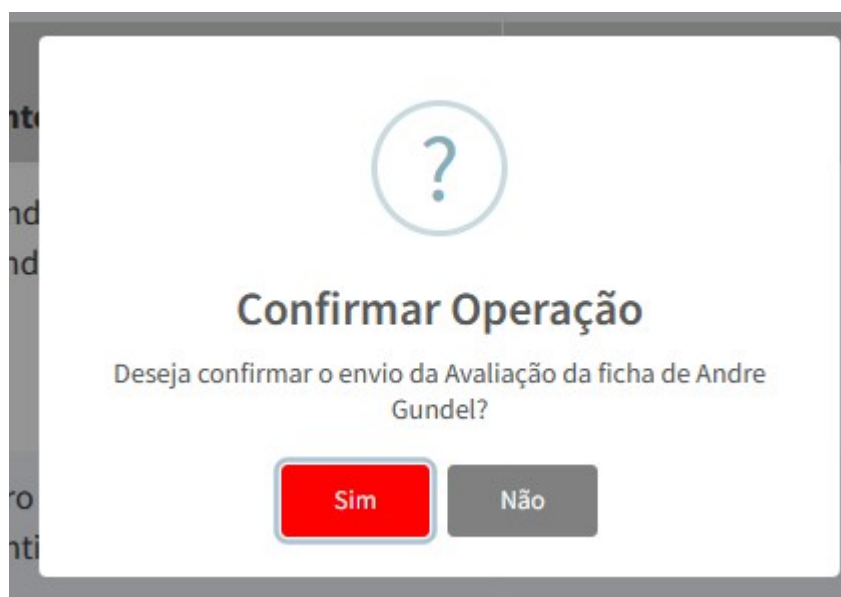 ?
Confirmar Operação
Deseja confirmar o envio da Avaliação da ficha de Andre
Gundel?
Sim
Não